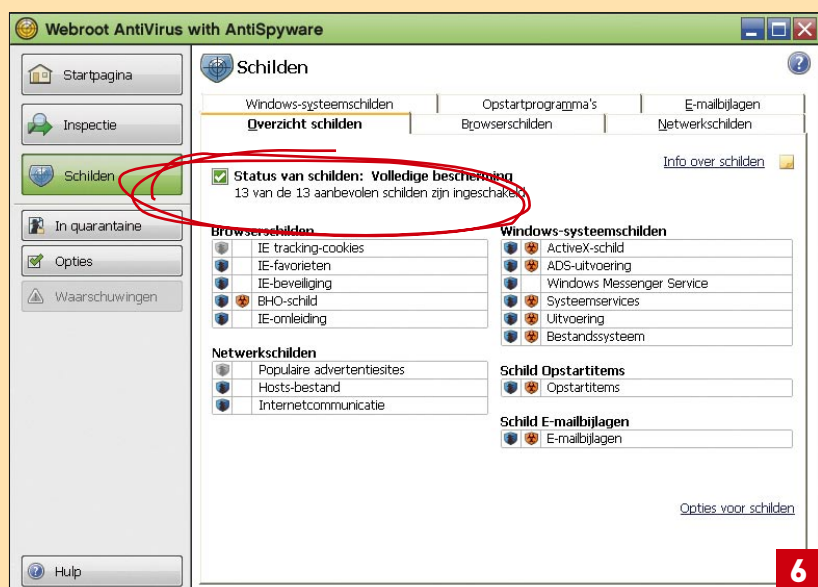 Webroot AntiVirus with AntiSpyware
Startpagina
Inspectie
Schilden
In quarantaine
Opties
Waarschuwingen
Hulp
Schilden
Windows-systeemschilden
Opstartprogramma's
E-mailbijlagen
Overzicht schilden
Browserschilden
Netwerkschilden
Info over schilden
Status van schilden: Volledige bescherming
13 van de 13 aanbevolen schilden zijn ingeschakeld
Browserschilden
IE tracking-cookies
IE-favorieten
IE-beveiliging
BHO-schild
IE-omleiding
Netwerkschilden
Populaire advertentiesites
Hosts-bestand
Internetcommunicatie
Windows-systeemschilden
ActiveX-schild
ADS-uitvoering
Windows Messenger Service
Systeemservices
Uitvoering
Bestandssysteem
Schild Opstartitems
Opstartitems
Schild E-mailbijlagen
E-mailbijlagen
Opties voor schilden
6